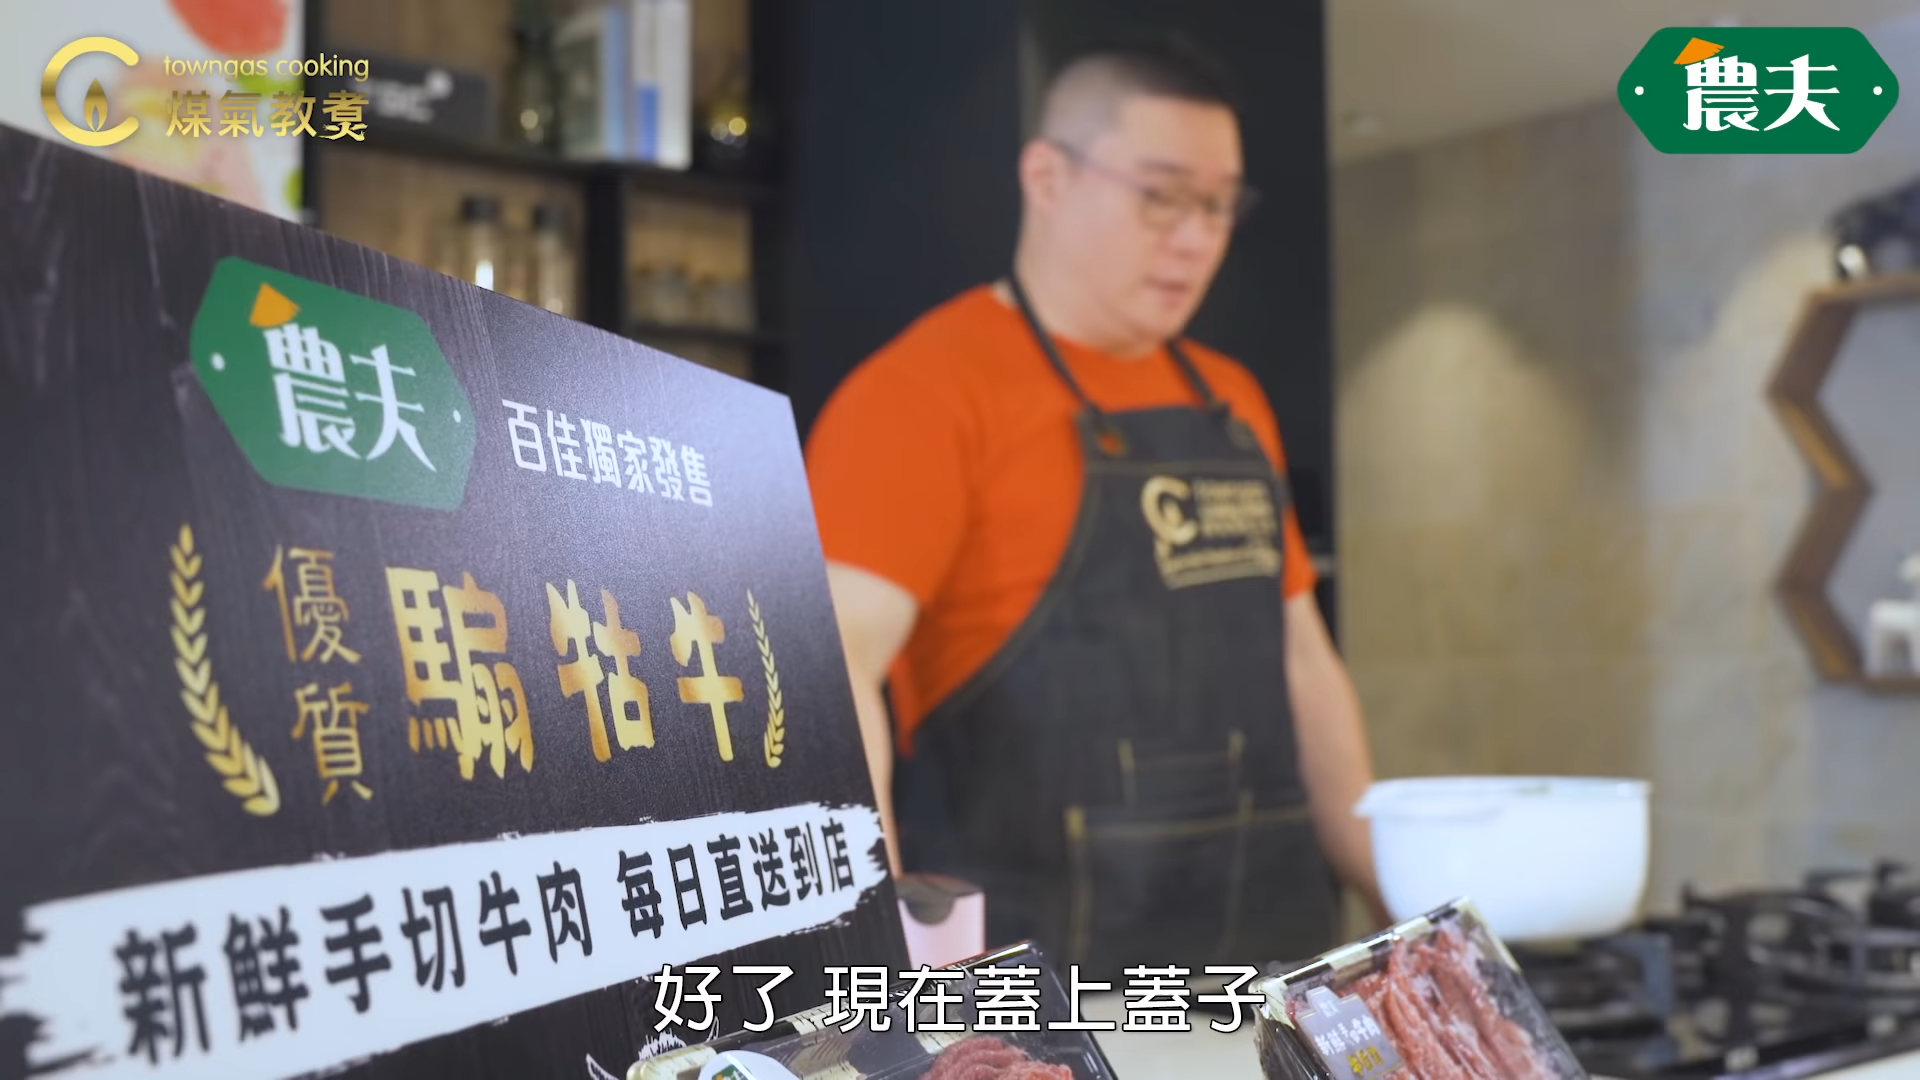 towngas cooking
煤氣教煮
農夫
農夫
百佳獨家發售
優質
騸牯牛
新鮮手切牛肉 每日直送到店
好了 現在蓋上蓋子